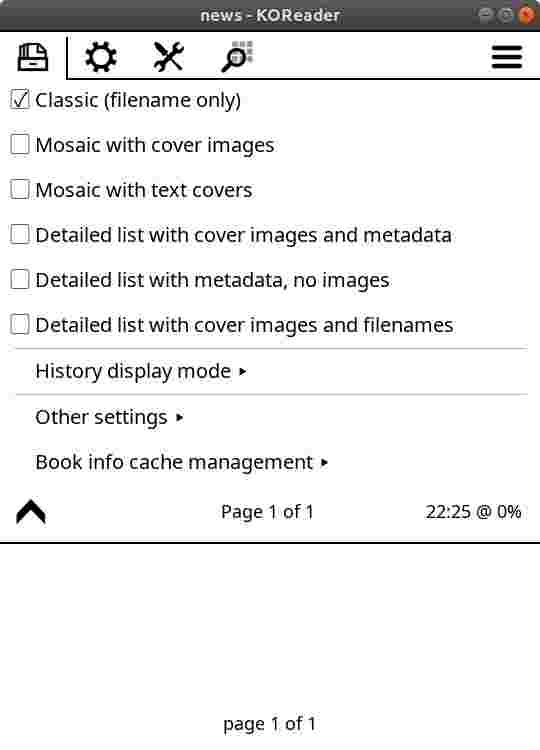 news - KOReader
Classic (filename only)
Mosaic with cover images
Mosaic with text covers
Detailed list with cover images and metadata
Detailed list with metadata, no images
Detailed list with cover images and filenames
History display mode ▸
Other settings ▸
Book info cache management ▸
Page 1 of 1 22:25 @ 0%
page 1 of 1